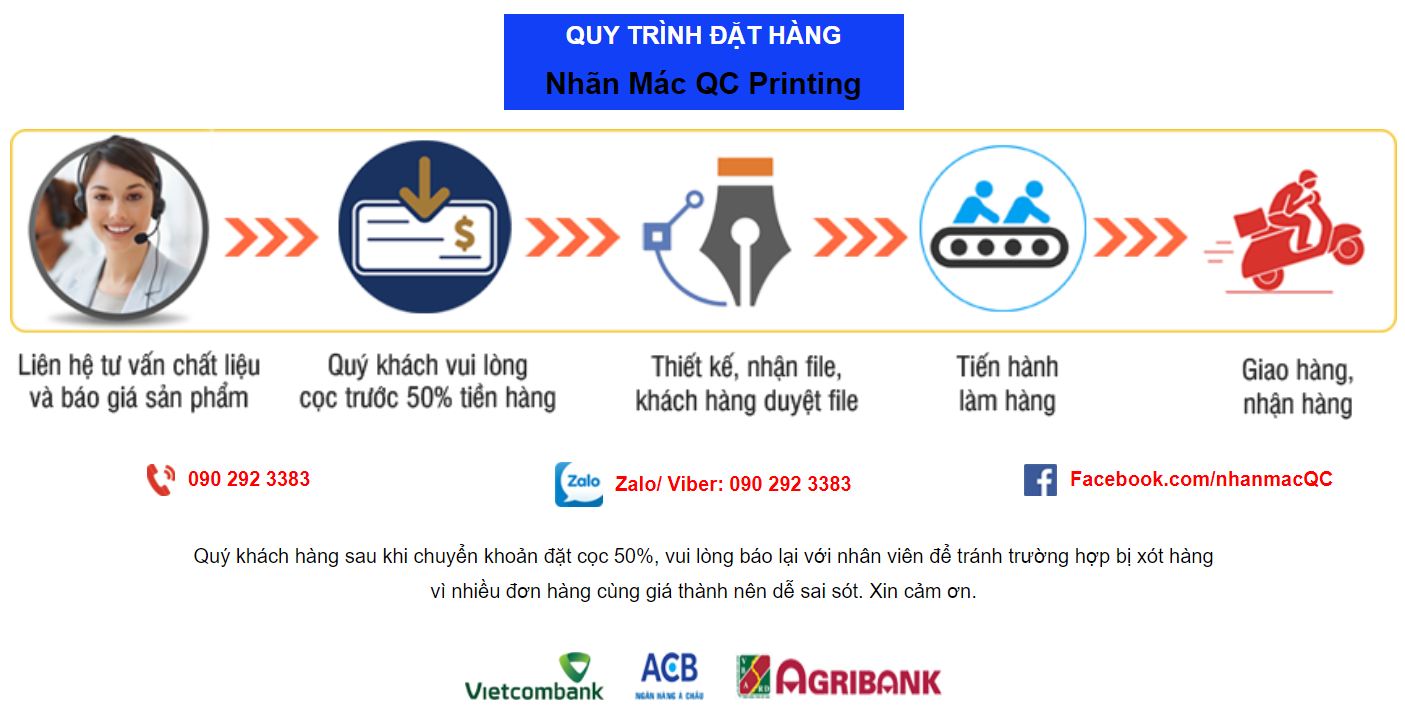 QUY TRÌNH ĐẶT HÀNG
Nhãn Mác QC Printing
$
Liên hệ tư vấn chất liệu
và báo giá sản phẩm
Quý khách vui lòng
cọc trước 50% tiền hàng
Thiết kế, nhận file,
khách hàng duyệt file
Tiến hành
làm hàng
Giao hàng,
nhận hàng
090 292 3383
Zalo
Zalo/ Viber: 090 292 3383
Facebook.com/nhanmacQC
Quý khách hàng sau khi chuyển khoản đặt cọc 50%, vui lòng báo lại với nhân viên để tránh trường hợp bị xót hàng
vì nhiều đơn hàng cùng giá thành nên dễ sai sót. Xin cảm ơn.
Vietcombank
ACB
NGÂN HÀNG Á CHÂU
VBARD
AGRIBANK